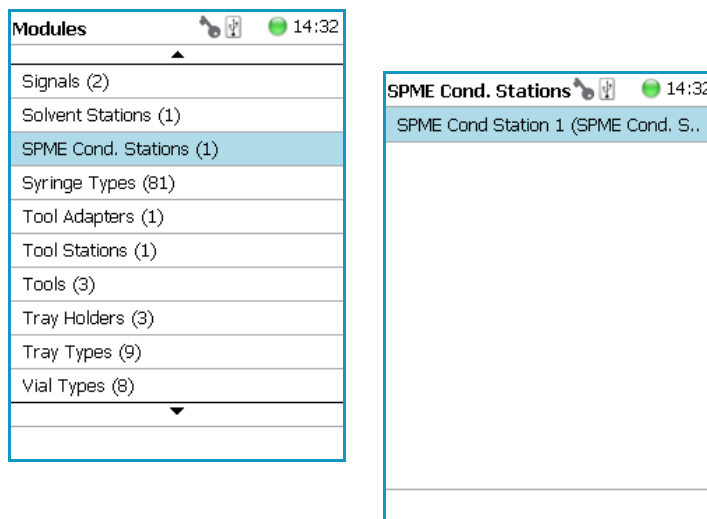 Modules 14:32
Signals (2)
Solvent Stations (1)
SPME Cond. Stations (1)
Syringe Types (81)
Tool Adapters (1)
Tool Stations (1)
Tools (3)
Tray Holders (3)
Tray Types (9)
Vial Types (8)
SPME Cond. Stations 14:32
SPME Cond Station 1 (SPME Cond. S..